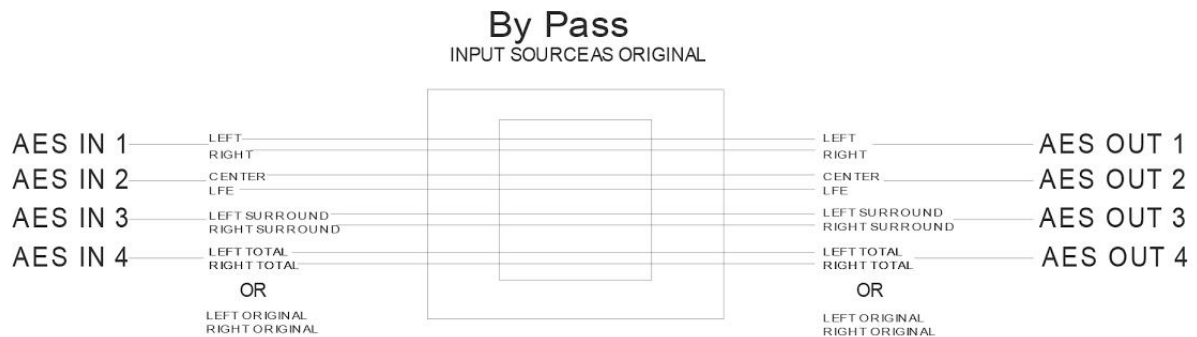 By Pass
INPUT SOURCEAS ORIGINAL
AES IN 1 LEFT LEFT AES OUT 1
RIGHT RIGHT
AES IN 2 CENTER CENTER AES OUT 2
LFE LFE
AES IN 3 LEFT SURROUND LEFT SURROUND AES OUT 3
RIGHT SURROUND RIGHT SURROUND
AES IN 4 LEFT TOTAL LEFT TOTAL AES OUT 4
RIGHT TOTAL RIGHT TOTAL
OR OR
LEFT ORIGINAL LEFT ORIGINAL
RIGHT ORIGINAL RIGHT ORIGINAL